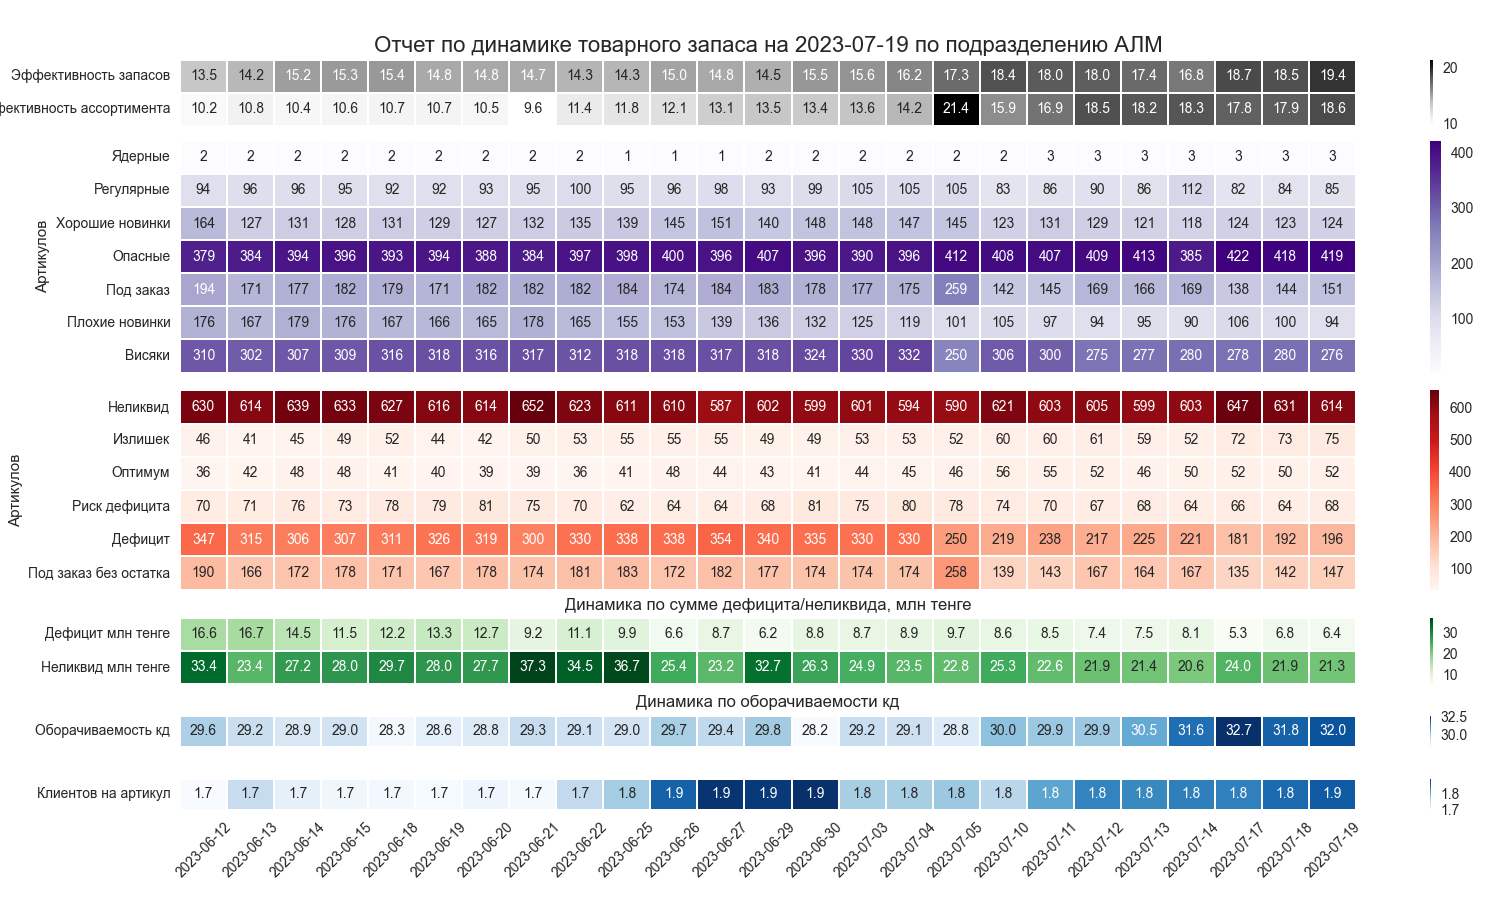 Отчет по динамике товарного запаса на 2023-07-19 по подразделению АЛМ
Эффективность запасов 13.5 14.2 15.2 15.3 15.4 14.8 14.8 14.7 14.3 14.3 15.0 14.8 14.5 15.5 15.6 16.2 17.3 18.4 18.0 18.0 17.4 16.8 18.7 18.5 19.4
фективность ассортимента 10.2 10.8 10.4 10.6 10.7 10.7 10.5 9.6 11.4 11.8 12.1 13.1 13.5 13.4 13.6 14.2 21.4 15.9 16.9 18.5 18.2 18.3 17.8 17.9 18.6
20
10
Артикулов
Ядерные 2 2 2 2 2 2 2 2 2 1 1 1 2 2 2 2 2 2 3 3 3 3 3 3 3
Регулярные 94 96 96 95 92 92 93 95 100 95 96 98 93 99 105 105 105 83 86 90 86 112 82 84 85
Хорошие новинки 164 127 131 128 131 129 127 132 135 139 145 151 140 148 148 147 145 123 131 129 121 118 124 123 124
Опасные 379 384 394 396 393 394 388 384 397 398 400 396 407 396 390 396 412 408 407 409 413 385 422 418 419
Под заказ 194 171 177 182 179 171 182 182 182 184 174 184 183 178 177 175 259 142 145 169 166 169 138 144 151
Плохие новинки 176 167 179 176 167 166 165 178 165 155 153 139 136 132 125 119 101 105 97 94 95 90 106 100 94
Висяки 310 302 307 309 316 318 316 317 312 318 318 317 318 324 330 332 250 306 300 275 277 280 278 280 276
400
300
200
100
Артикулов
Неликвид 630 614 639 633 627 616 614 652 623 611 610 587 602 599 601 594 590 621 603 605 599 603 647 631 614
Излишек 46 41 45 49 52 44 42 50 53 55 55 55 49 49 53 53 52 60 60 61 59 52 72 73 75
Оптимум 36 42 48 48 41 40 39 39 36 41 48 44 43 41 44 45 46 56 55 52 46 50 52 50 52
Риск дефицита 70 71 76 73 78 79 81 75 70 62 64 64 68 81 75 80 78 74 70 67 68 64 66 64 68
Дефицит 347 315 306 307 311 326 319 300 330 338 338 354 340 335 330 330 250 219 238 217 225 221 181 192 196
Под заказ без остатка 190 166 172 178 171 167 178 174 181 183 172 182 177 174 174 174 258 139 143 167 164 167 135 142 147
600
500
400
300
200
100
Динамика по сумме дефицита/неликвида, млн тенге
Дефицит млн тенге 16.6 16.7 14.5 11.5 12.2 13.3 12.7 9.2 11.1 9.9 6.6 8.7 6.2 8.8 8.7 8.9 9.7 8.6 8.5 7.4 7.5 8.1 5.3 6.8 6.4
Неликвид млн тенге 33.4 23.4 27.2 28.0 29.7 28.0 27.7 37.3 34.5 36.7 25.4 23.2 32.7 26.3 24.9 23.5 22.8 25.3 22.6 21.9 21.4 20.6 24.0 21.9 21.3
30
20
10
Динамика по оборачиваемости кд
Оборачиваемость кд 29.6 29.2 28.9 29.0 28.3 28.6 28.8 29.3 29.1 29.0 29.7 29.4 29.8 28.2 29.2 29.1 28.8 30.0 29.9 29.9 30.5 31.6 32.7 31.8 32.0
32.5
30.0
Клиентов на артикул 1.7 1.7 1.7 1.7 1.7 1.7 1.7 1.7 1.7 1.8 1.9 1.9 1.9 1.9 1.8 1.8 1.8 1.8 1.8 1.8 1.8 1.8 1.8 1.8 1.9
1.8
1.7
2023-06-12 2023-06-13 2023-06-14 2023-06-15 2023-06-18 2023-06-19 2023-06-20 2023-06-21 2023-06-22 2023-06-25 2023-06-26 2023-06-27 2023-06-29 2023-06-30 2023-07-03 2023-07-04 2023-07-05 2023-07-10 2023-07-11 2023-07-12 2023-07-13 2023-07-14 2023-07-17 2023-07-18 2023-07-19